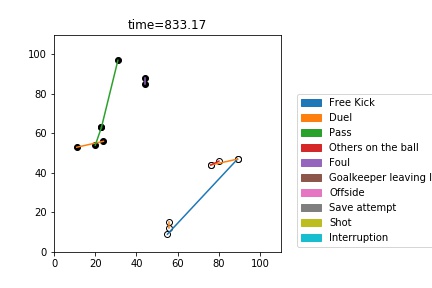 time=833.17
100
80
60
40
20
0
0 20 40 60 80 100
Free Kick
Duel
Pass
Others on the ball
Foul
Goalkeeper leaving l
Offside
Save attempt
Shot
Interruption